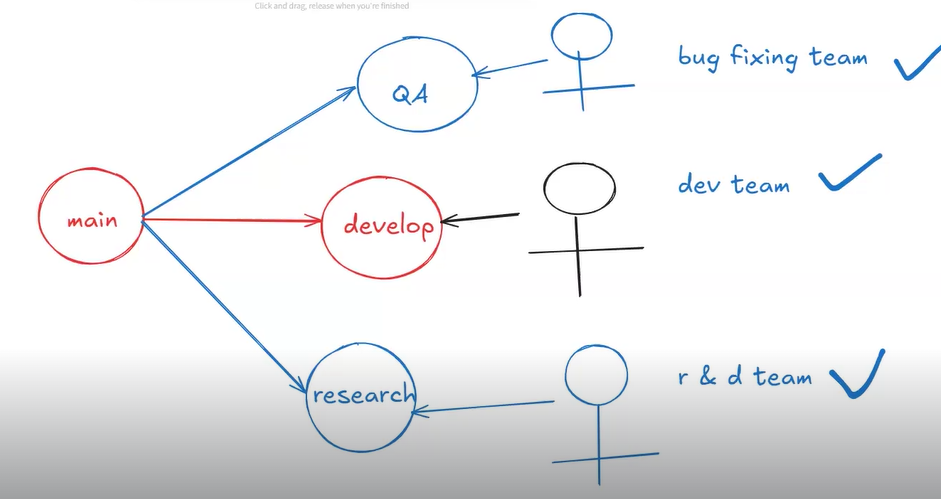 Click and drag, release when you're finished
QA
bug fixing team
main
develop
dev team
research
r & d team